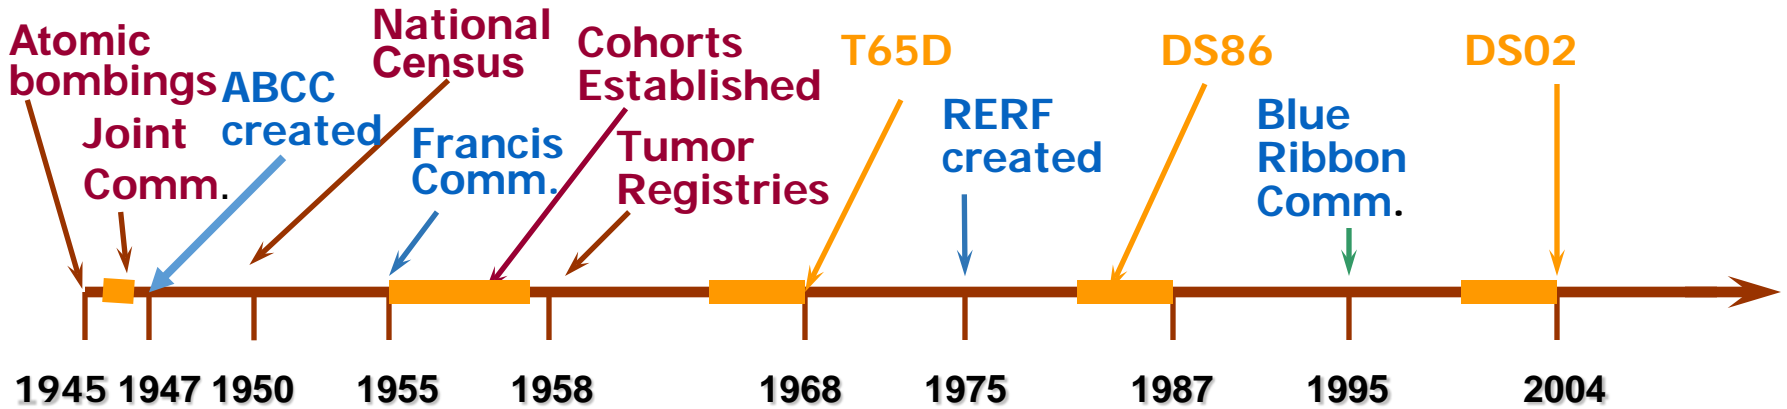 Atomic
bombings
Joint
Comm.
ABCC
created
National
Census
Francis
Comm.
Cohorts
Established
Tumor
Registries
T65D
RERF
created
DS86
Blue
Ribbon
Comm.
DS02
1945 1947 1950 1955 1958 1968 1975 1987 1995 2004